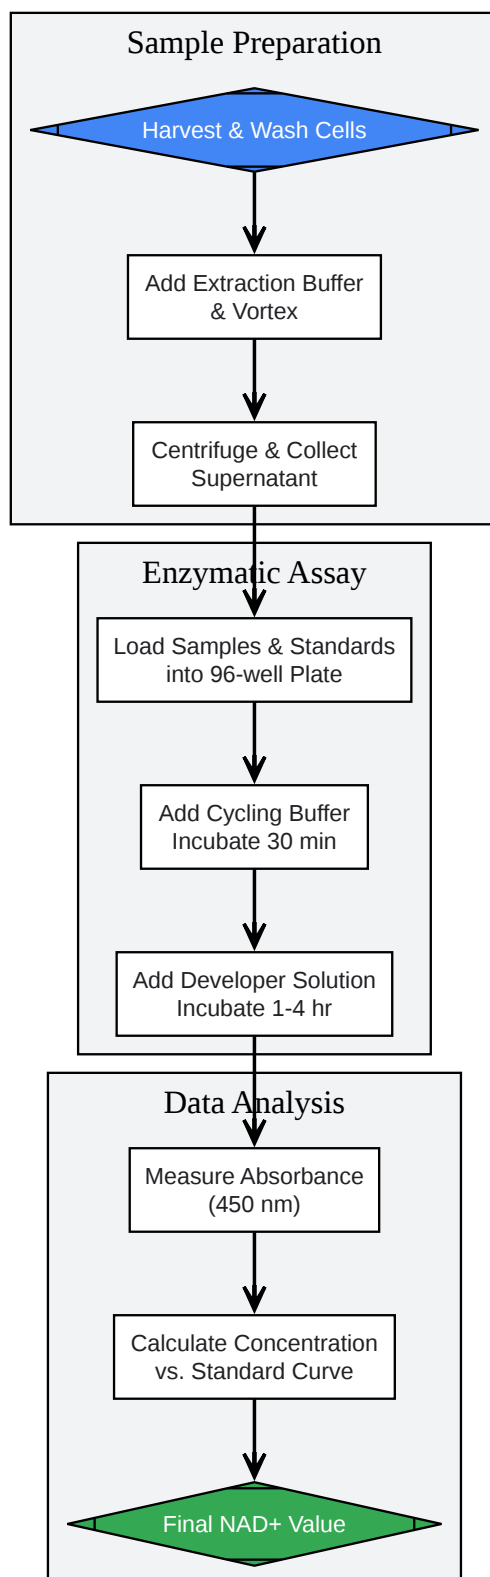 Sample Preparation
Harvest & Wash Cells
Add Extraction Buffer
& Vortex
Centrifuge & Collect
Supernatant
Enzymatic Assay
Load Samples & Standards
into 96-well Plate
Add Cycling Buffer
Incubate 30 min
Add Developer Solution
Incubate 1-4 hr
Data Analysis
Measure Absorbance
(450 nm)
Calculate Concentration
vs. Standard Curve
Final NAD+ Value